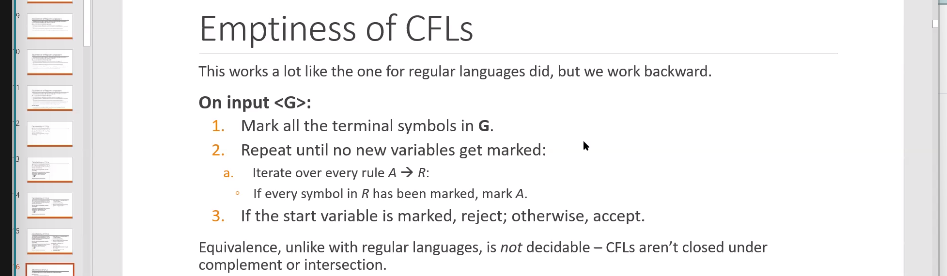 Emptiness of CFLs
This works a lot like the one for regular languages did, but we work backward.
On input <G>:
1. Mark all the terminal symbols in G.
2. Repeat until no new variables get marked:
a. Iterate over every rule A → R:
◦ If every symbol in R has been marked, mark A.
3. If the start variable is marked, reject; otherwise, accept.
Equivalence, unlike with regular languages, is not decidable – CFLs aren't closed under
complement or intersection.